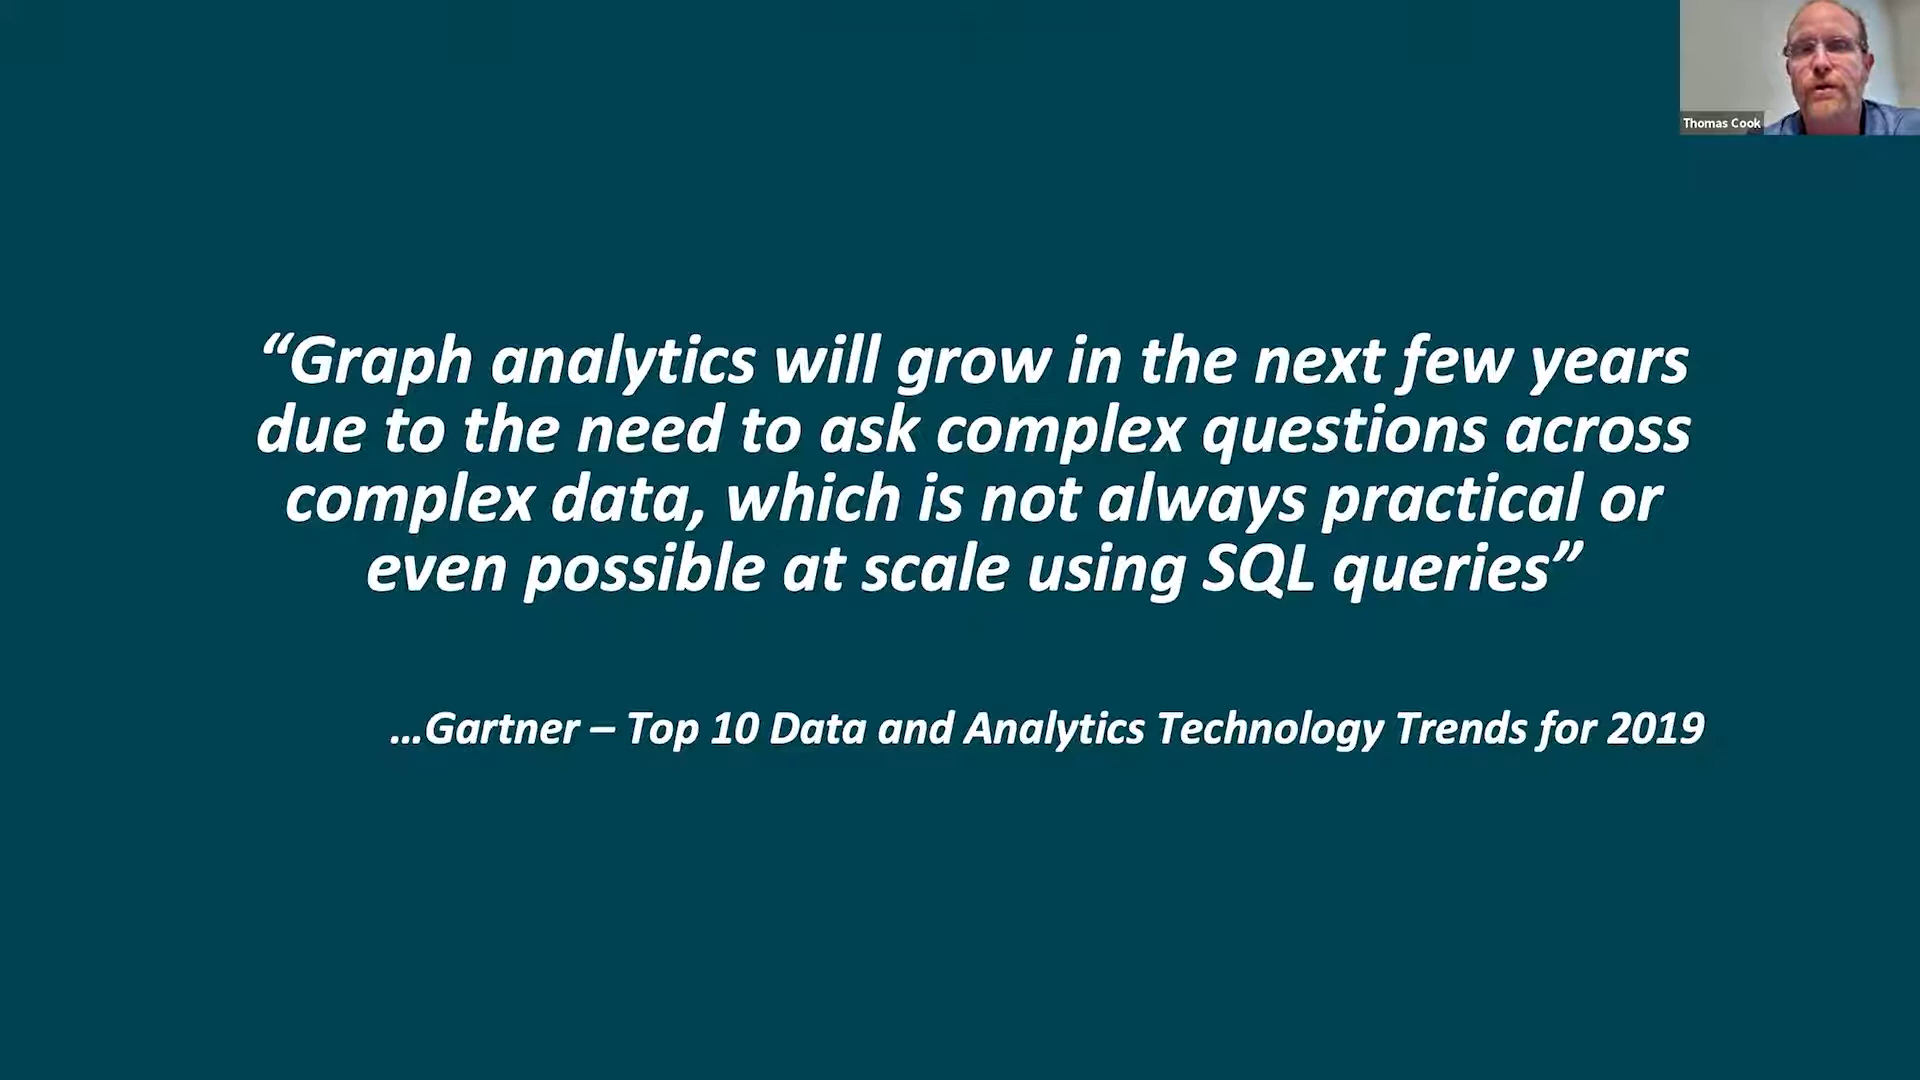 Thomas Cook
“Graph analytics will grow in the next few years
due to the need to ask complex questions across
complex data, which is not always practical or
even possible at scale using SQL queries”
…Gartner – Top 10 Data and Analytics Technology Trends for 2019